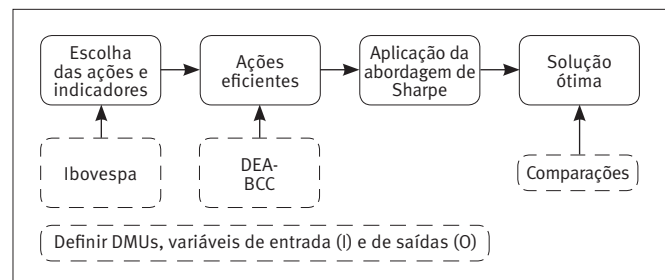 Escolha
das ações e
indicadores
Ações
eficientes
Aplicação da
abordagem de
Sharpe
Solução
ótima
Ibovespa
DEA-
BCC
Comparações
Definir DMUs, variáveis de entrada (I) e de saídas (O)